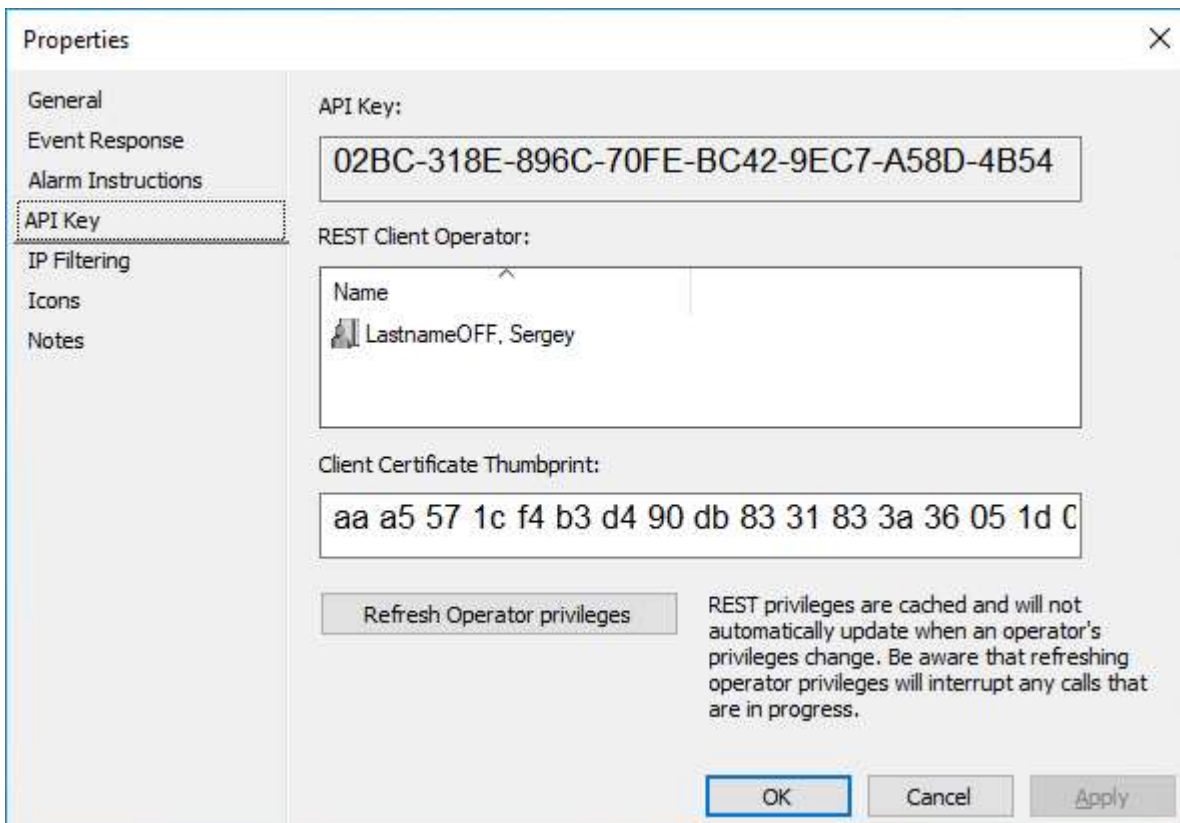 Properties
General
Event Response
Alarm Instructions
API Key
IP Filtering
Icons
Notes
API Key:
02BC-318E-896C-70FE-BC42-9EC7-A58D-4B54
REST Client Operator:
Name
LastnameOFF, Sergey
Client Certificate Thumbprint:
aa a5 57 1c f4 b3 d4 90 db 83 31 83 3a 36 05 1d
Refresh Operator privileges
REST privileges are cached and will not
automatically update when an operator's
privileges change. Be aware that refreshing
operator privileges will interrupt any calls that
are in progress.
OK
Cancel
Apply